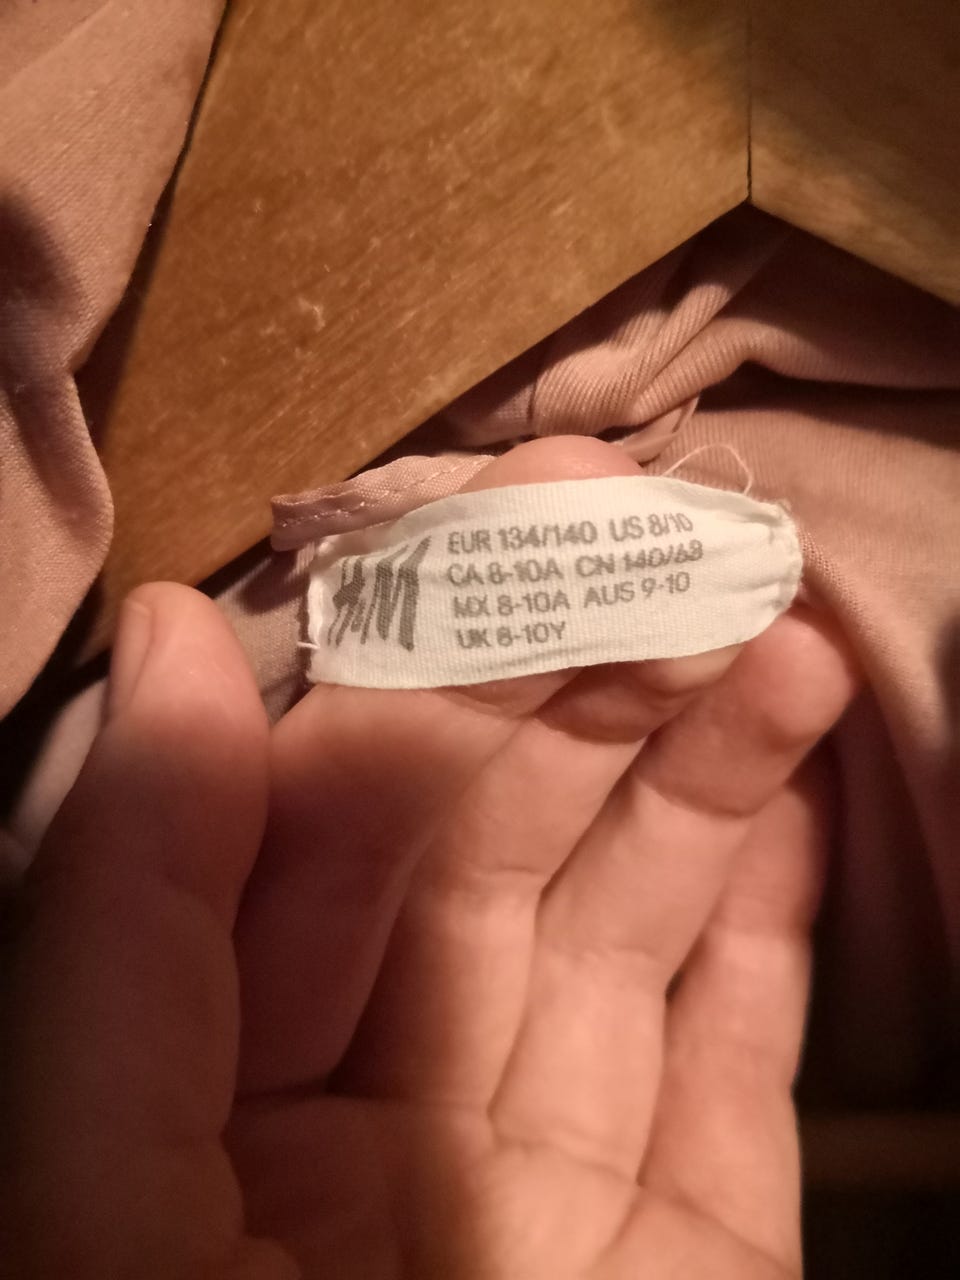 H&M
EUR 134/140 US 8/10
CA 8-10A CN 140/68
MX 8-10A AUS 9-10
UK 8-10Y